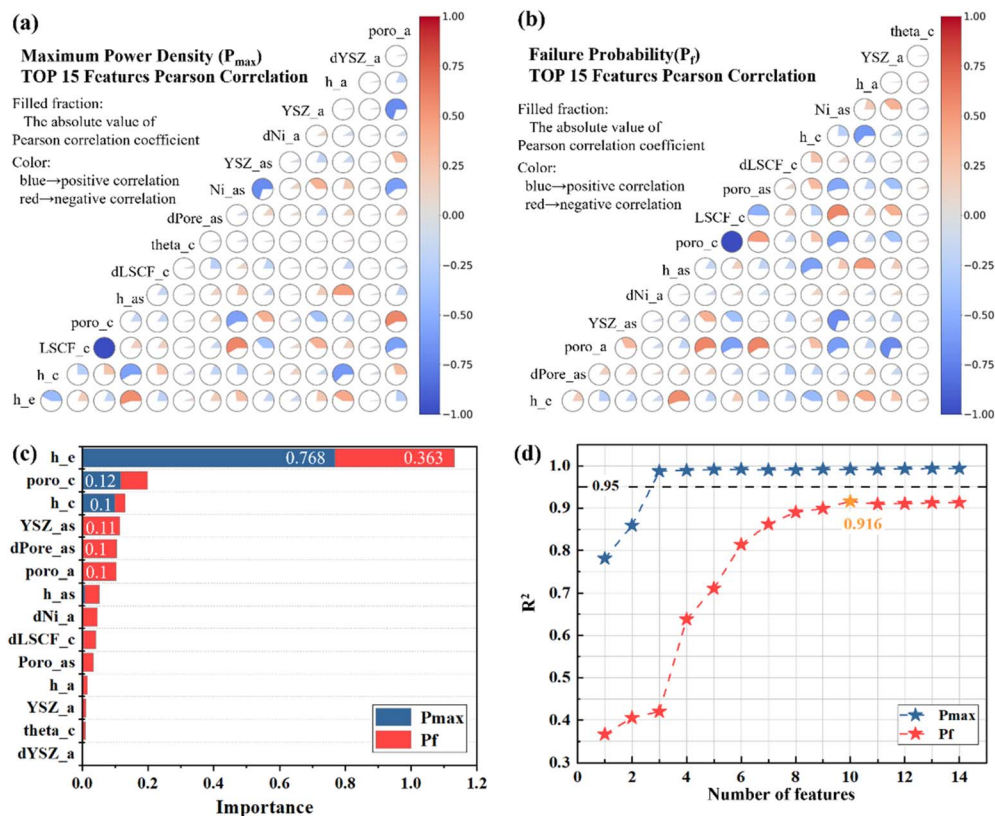 (a)
Maximum Power Density (Pmax)
TOP 15 Features Pearson Correlation
Filled fraction:
The absolute value of
Pearson correlation coefficient
Color:
blue→positive correlation
red→negative correlation
poro_a
dYSZ_a
h_a
YSZ_a
dNi_a
YSZ_as
Ni_as
dPore_as
theta_c
dLSCF_c
h_as
poro_c
LSCF_c
h_c
h_e
1.00
0.75
0.50
0.25
0.00
−0.25
−0.50
−0.75
−1.00
(b)
Failure Probability(Pf)
TOP 15 Features Pearson Correlation
Filled fraction:
The absolute value of
Pearson correlation coefficient
Color:
blue→positive correlation
red→negative correlation
theta_c
YSZ_a
h_a
Ni_as
h_c
dLSCF_c
poro_as
LSCF_c
poro_c
h_as
dNi_a
YSZ_as
poro_a
dPore_as
h_e
1.00
0.75
0.50
0.25
0.00
−0.25
−0.50
−0.75
−1.00
(c)
h_e
poro_c
h_c
YSZ_as
dPore_as
poro_a
h_as
dNi_a
dLSCF_c
Poro_as
h_a
YSZ_a
theta_c
dYSZ_a
0.768 0.363
0.12
0.1
0.11
0.1
0.1
Pmax
Pf
0.0 0.2 0.4 0.6 0.8 1.0 1.2
Importance
(d)
R²
1.0
0.9
0.8
0.7
0.6
0.5
0.4
0.3
0.95
0.916
Pmax
Pf
0 2 4 6 8 10 12 14
Number of features